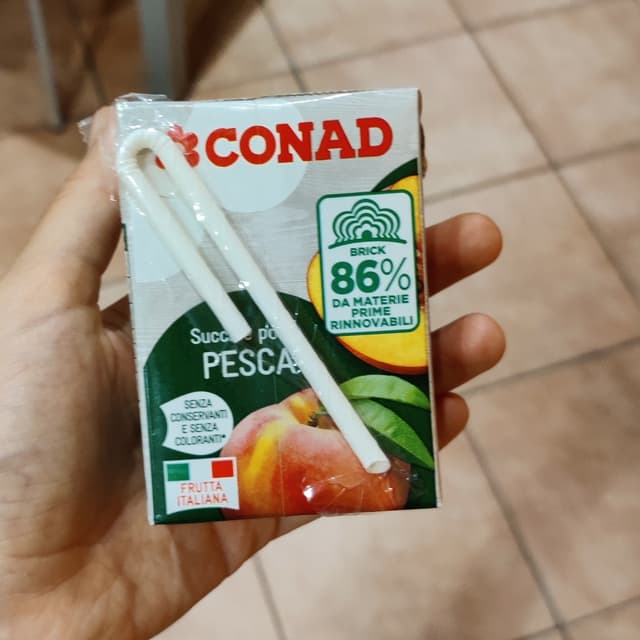 CONAD
BRICK
86%
DA MATERIE
PRIME
RINNOVABILI
PESCA
SENZA
CONSERVANTI
E SENZA
COLORANTI*
FRUTTA
ITALIANA